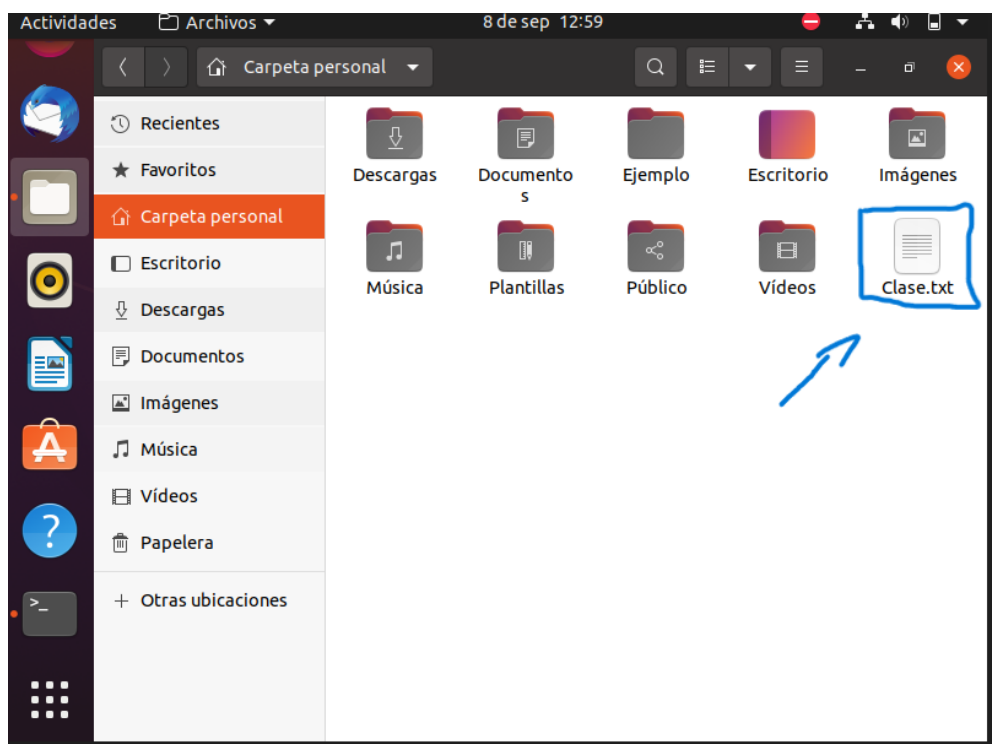 Actividades Archivos 8 de sep 12:59
Carpeta personal
Recientes
Favoritos
Carpeta personal
Escritorio
Descargas
Documentos
Imágenes
Música
Vídeos
Papelera
Otras ubicaciones
Descargas
Documento
s
Ejemplo
Escritorio
Imágenes
Música
Plantillas
Público
Vídeos
Clase.txt